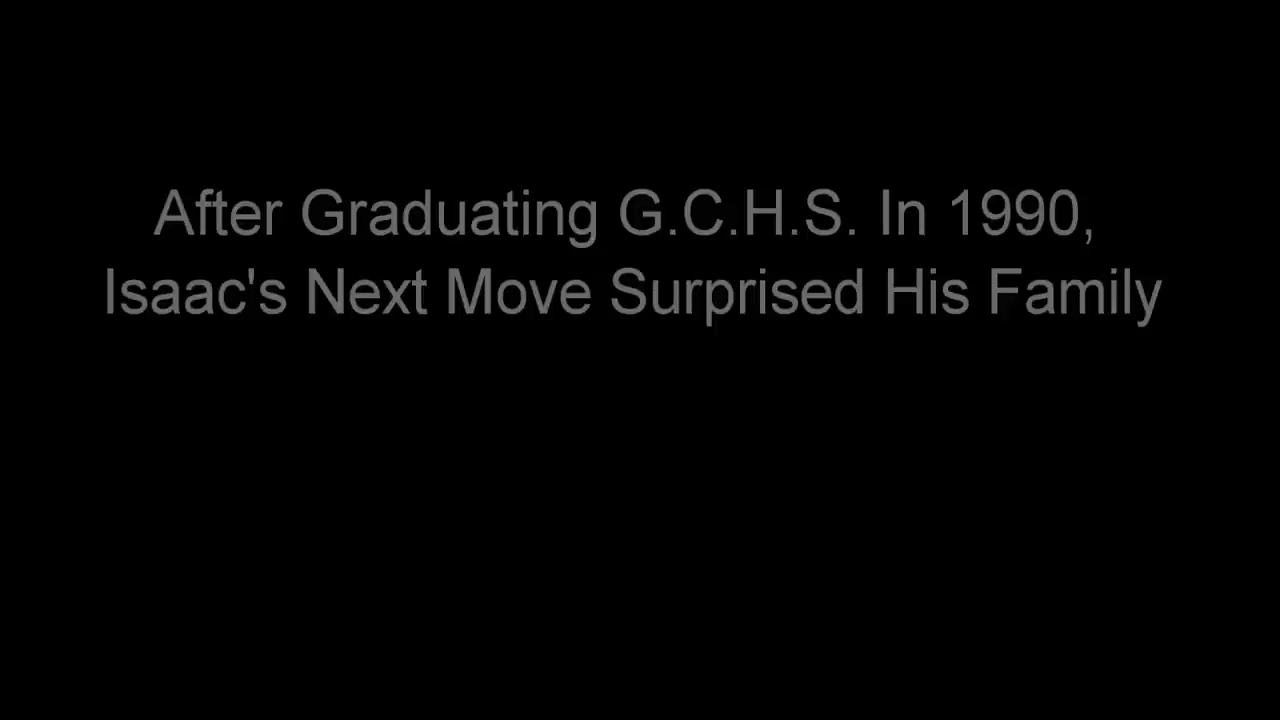 After Graduating G.C.H.S. In 1990,
Isaac's Next Move Surprised His Family